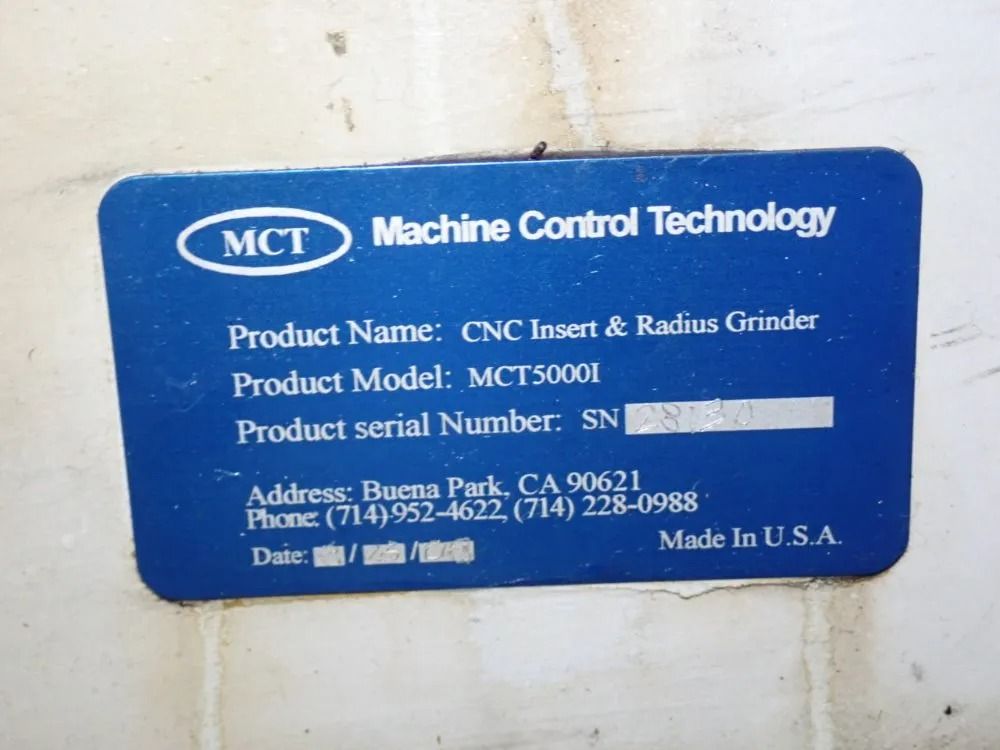 MCT Machine Control Technology
Product Name: CNC Insert & Radius Grinder
Product Model: MCT5000I
Product serial Number: SN
Address: Buena Park, CA 90621
Phone: (714)952-4622, (714) 228-0988
Date: / /
Made In U.S.A.